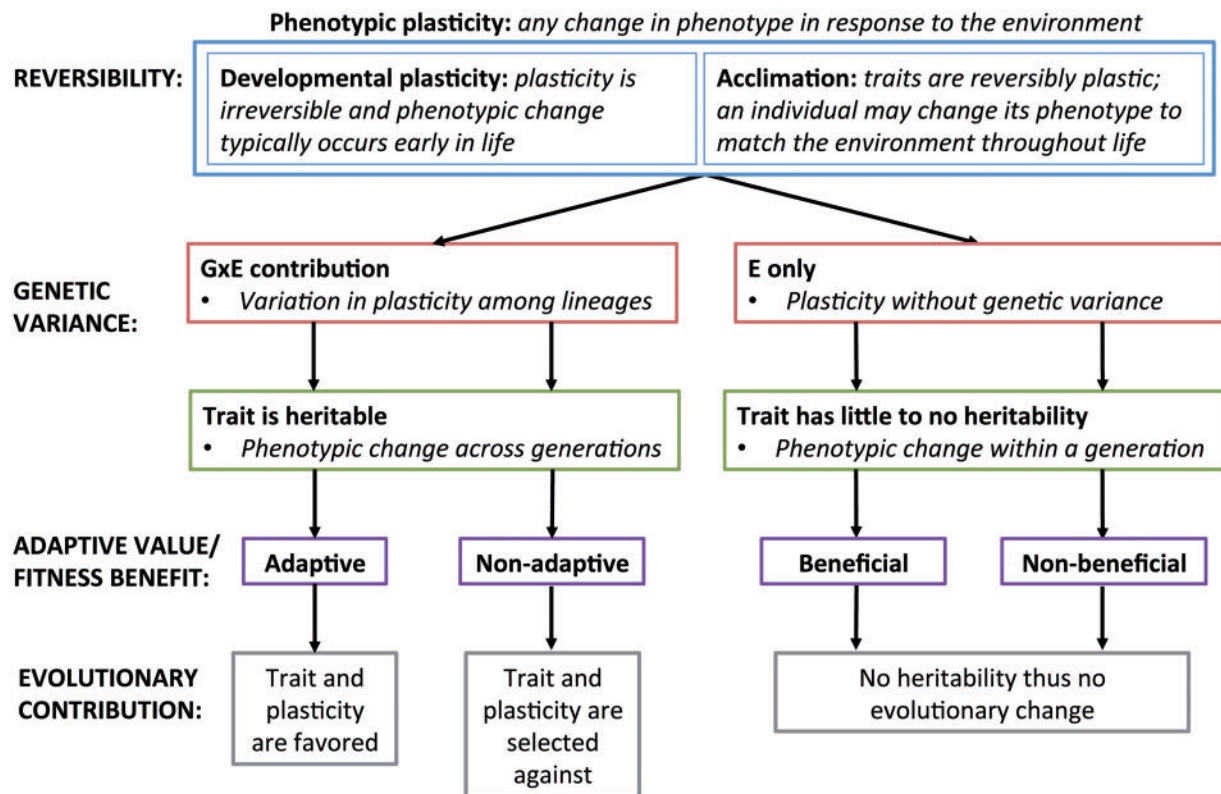 Phenotypic plasticity: any change in phenotype in response to the environment
REVERSIBILITY:
Developmental plasticity: plasticity is
irreversible and phenotypic change
typically occurs early in life
Acclimation: traits are reversibly plastic;
an individual may change its phenotype to
match the environment throughout life
GENETIC
VARIANCE:
GxE contribution
• Variation in plasticity among lineages
E only
• Plasticity without genetic variance
Trait is heritable
• Phenotypic change across generations
Trait has little to no heritability
• Phenotypic change within a generation
ADAPTIVE VALUE/
FITNESS BENEFIT:
Adaptive
Non-adaptive
Beneficial
Non-beneficial
EVOLUTIONARY
CONTRIBUTION:
Trait and
plasticity
are favored
Trait and
plasticity are
selected
against
No heritability thus no
evolutionary change